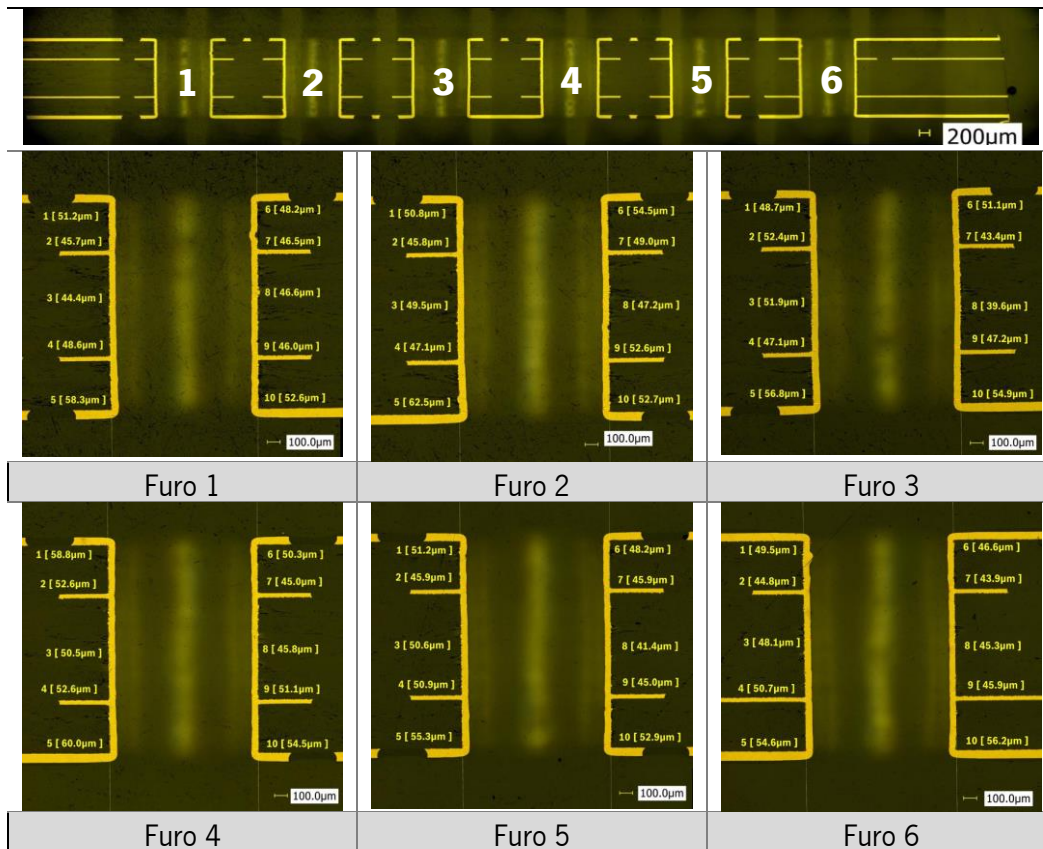 1 2 3 4 5 6
200µm
1 [ 51.2µm ] 6 [ 48.2µm ]
2 [ 45.7µm ] 7 [ 46.5µm ]
3 [ 44.4µm ] 8 [ 46.6µm ]
4 [ 48.6µm ] 9 [ 46.0µm ]
5 [ 58.3µm ] 10 [ 52.6µm ]
100.0µm
1 [ 50.8µm ] 6 [ 54.5µm ]
2 [ 45.8µm ] 7 [ 49.0µm ]
3 [ 49.5µm ] 8 [ 47.2µm ]
4 [ 47.1µm ] 9 [ 52.6µm ]
5 [ 62.5µm ] 10 [ 52.7µm ]
100.0µm
1 [ 48.7µm ] 6 [ 51.1µm ]
2 [ 52.4µm ] 7 [ 43.4µm ]
3 [ 51.9µm ] 8 [ 39.6µm ]
4 [ 47.1µm ] 9 [ 47.2µm ]
5 [ 56.8µm ] 10 [ 54.9µm ]
100.0µm
Furo 1 Furo 2 Furo 3
1 [ 58.8µm ] 6 [ 50.3µm ]
2 [ 52.6µm ] 7 [ 45.0µm ]
3 [ 50.5µm ] 8 [ 45.8µm ]
4 [ 52.6µm ] 9 [ 51.1µm ]
5 [ 60.0µm ] 10 [ 54.5µm ]
100.0µm
1 [ 51.2µm ] 6 [ 48.2µm ]
2 [ 45.9µm ] 7 [ 45.9µm ]
3 [ 50.6µm ] 8 [ 41.4µm ]
4 [ 50.9µm ] 9 [ 45.0µm ]
5 [ 55.3µm ] 10 [ 52.9µm ]
100.0µm
1 [ 49.5µm ] 6 [ 46.6µm ]
2 [ 44.8µm ] 7 [ 43.9µm ]
3 [ 48.1µm ] 8 [ 45.3µm ]
4 [ 50.7µm ] 9 [ 45.9µm ]
5 [ 54.6µm ] 10 [ 56.2µm ]
100.0µm
Furo 4 Furo 5 Furo 6